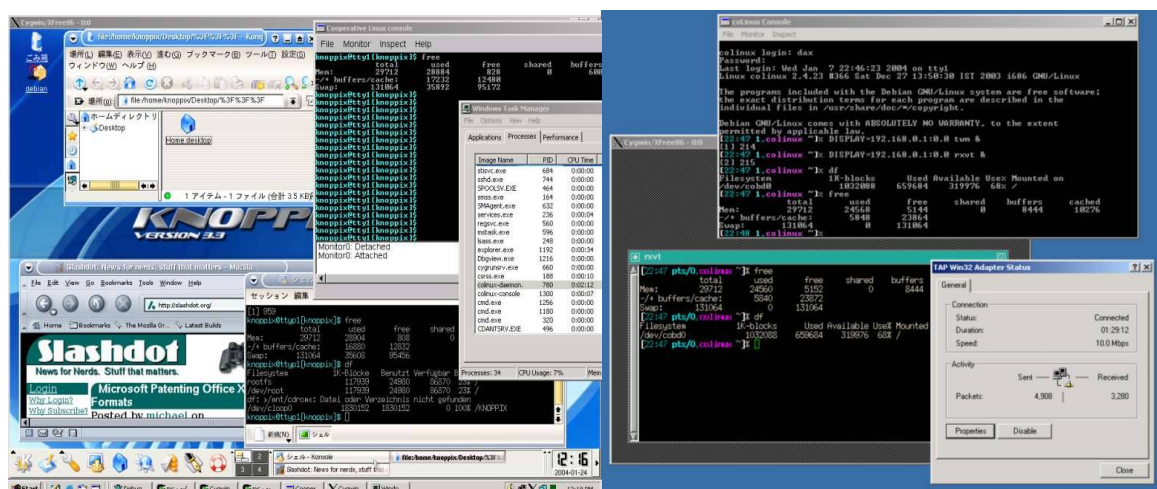 Cygwin/XFree86 - 0:0
ごみ箱
debian
file:/home/knoppix/Desktop/%3F%3F%3F - Konq
場所(L) 編集(E) 表示(V) 進む(G) ブックマーク(B) ツール(T) 設定(S)
ウィンドウ(W) ヘルプ(H)
場所(o): file:/home/knoppix/Desktop/%3F%3F%3F
ホームディレクトリ
Desktop
Home desktop
1 アイテム - 1 ファイル (合計 3.5 KB
KNOPPIX
VERSION 3.3
Cooperative Linux console
File Monitor Inspect Help
knoppix@tty1[knoppix]$ free
total used free shared buffers
Mem: 29712 28884 828 0 600
-/+ buffers/cache: 17232 12480
Swap: 131064 35892 95172
knoppix@tty1[knoppix]$
knoppix@tty1[knoppix]$
knoppix@tty1[knoppix]$
knoppix@tty1[knoppix]$
Monitor0: Detached
Monitor0: Attached
Windows Task Manager
File Options View Help
Applications Processes Performance
Image Name PID CPU Time
stisvc.exe 684 0:00:00
sshd.exe 744 0:00:00
SPOOLSV.EXE 464 0:00:00
smss.exe 164 0:00:00
SMAgent.exe 632 0:00:00
services.exe 236 0:00:04
regsvc.exe 560 0:00:00
mstask.exe 596 0:00:00
lsass.exe 248 0:00:00
explorer.exe 1192 0:00:34
Dbgview.exe 1216 0:00:00
cygrunsrv.exe 660 0:00:00
csrss.exe 188 0:00:10
colinux-daemon. 780 0:02:12
colinux-console 1300 0:00:07
cmd.exe 1256 0:00:00
cmd.exe 1180 0:00:00
cmd.exe 320 0:00:00
CDANTSRV.EXE 496 0:00:00
Processes: 34 CPU Usage: 7% Mem
Slashdot: News for nerds, stuff that matters - Mozilla
File Edit View Go Bookmarks Tools Window Help
http://slashdot.org/
Home Bookmarks The Mozilla Or... Latest Builds
Slashdot
News for Nerds. Stuff that matters.
Login
Why Login?
Why Subscribe?
Microsoft Patenting Office X
Formats
Posted by michael on
セッション 編集
[1] 959
knoppix@ttyp1[knoppix]$ free
total used free shared
Mem: 29712 28904 808 0
-/+ buffers/cache: 16880 12832
Swap: 131064 35608 95456
knoppix@ttyp1[knoppix]$ df
Filesystem 1K-Blöcke Benutzt Verfügbar B
rootfs 117939 24980 86870 23% /
/dev/root 117939 24980 86870 23% /
df: >/mnt/cdrom<: Datei oder Verzeichnis nicht gefunden
/dev/cloop0 1830152 1830152 0 100% /KNOPPIX
knoppix@ttyp1[knoppix]$
新規(N) シェル
2
3 4
シェル - Konsole
file:/home/knoppix/Desktop/%3F
Slashdot: News for nerds, stuff that
12:16
2004-01-24
Start
coLinux Console
File Monitor Inspect
colinux login: dax
Password:
Last login: Wed Jan 7 22:46:23 2004 on tty1
Linux colinux 2.4.23 #366 Sat Dec 27 13:50:30 IST 2003 i686 GNU/Linux
The programs included with the Debian GNU/Linux system are free software;
the exact distribution terms for each program are described in the
individual files in /usr/share/doc/*/copyright.
Debian GNU/Linux comes with ABSOLUTELY NO WARRANTY, to the extent
permitted by applicable law.
[22:47 1.colinux ~]% DISPLAY=192.168.0.1:0.0 twm &
[1] 214
[22:47 1.colinux ~]% DISPLAY=192.168.0.1:0.0 rxvt &
[2] 215
[22:47 1.colinux ~]% df
Filesystem 1K-blocks Used Available Use% Mounted on
/dev/cobd0 1032088 659684 319976 68% /
[22:47 1.colinux ~]% free
total used free shared buffers cached
Mem: 29712 24568 5144 0 8444 10276
-/+ buffers/cache: 5848 23864
Swap: 131064 0 131064
[22:48 1.colinux ~]%
Cygwin/XFree86 - 0:0
rxvt
[22:47 pts/0.colinux ~]% free
total used free shared buffers
Mem: 29712 24560 5152 0 8444
-/+ buffers/cache: 5840 23872
Swap: 131064 0 131064
[22:47 pts/0.colinux ~]% df
Filesystem 1K-blocks Used Available Use% Mounted
/dev/cobd0 1032088 659684 319976 68% /
[22:47 pts/0.colinux ~]%
TAP Win32 Adapter Status
General
Connection
Status: Connected
Duration: 01:29:12
Speed: 10.0 Mbps
Activity
Sent Received
Packets: 4,908 3,280
Properties Disable
Close